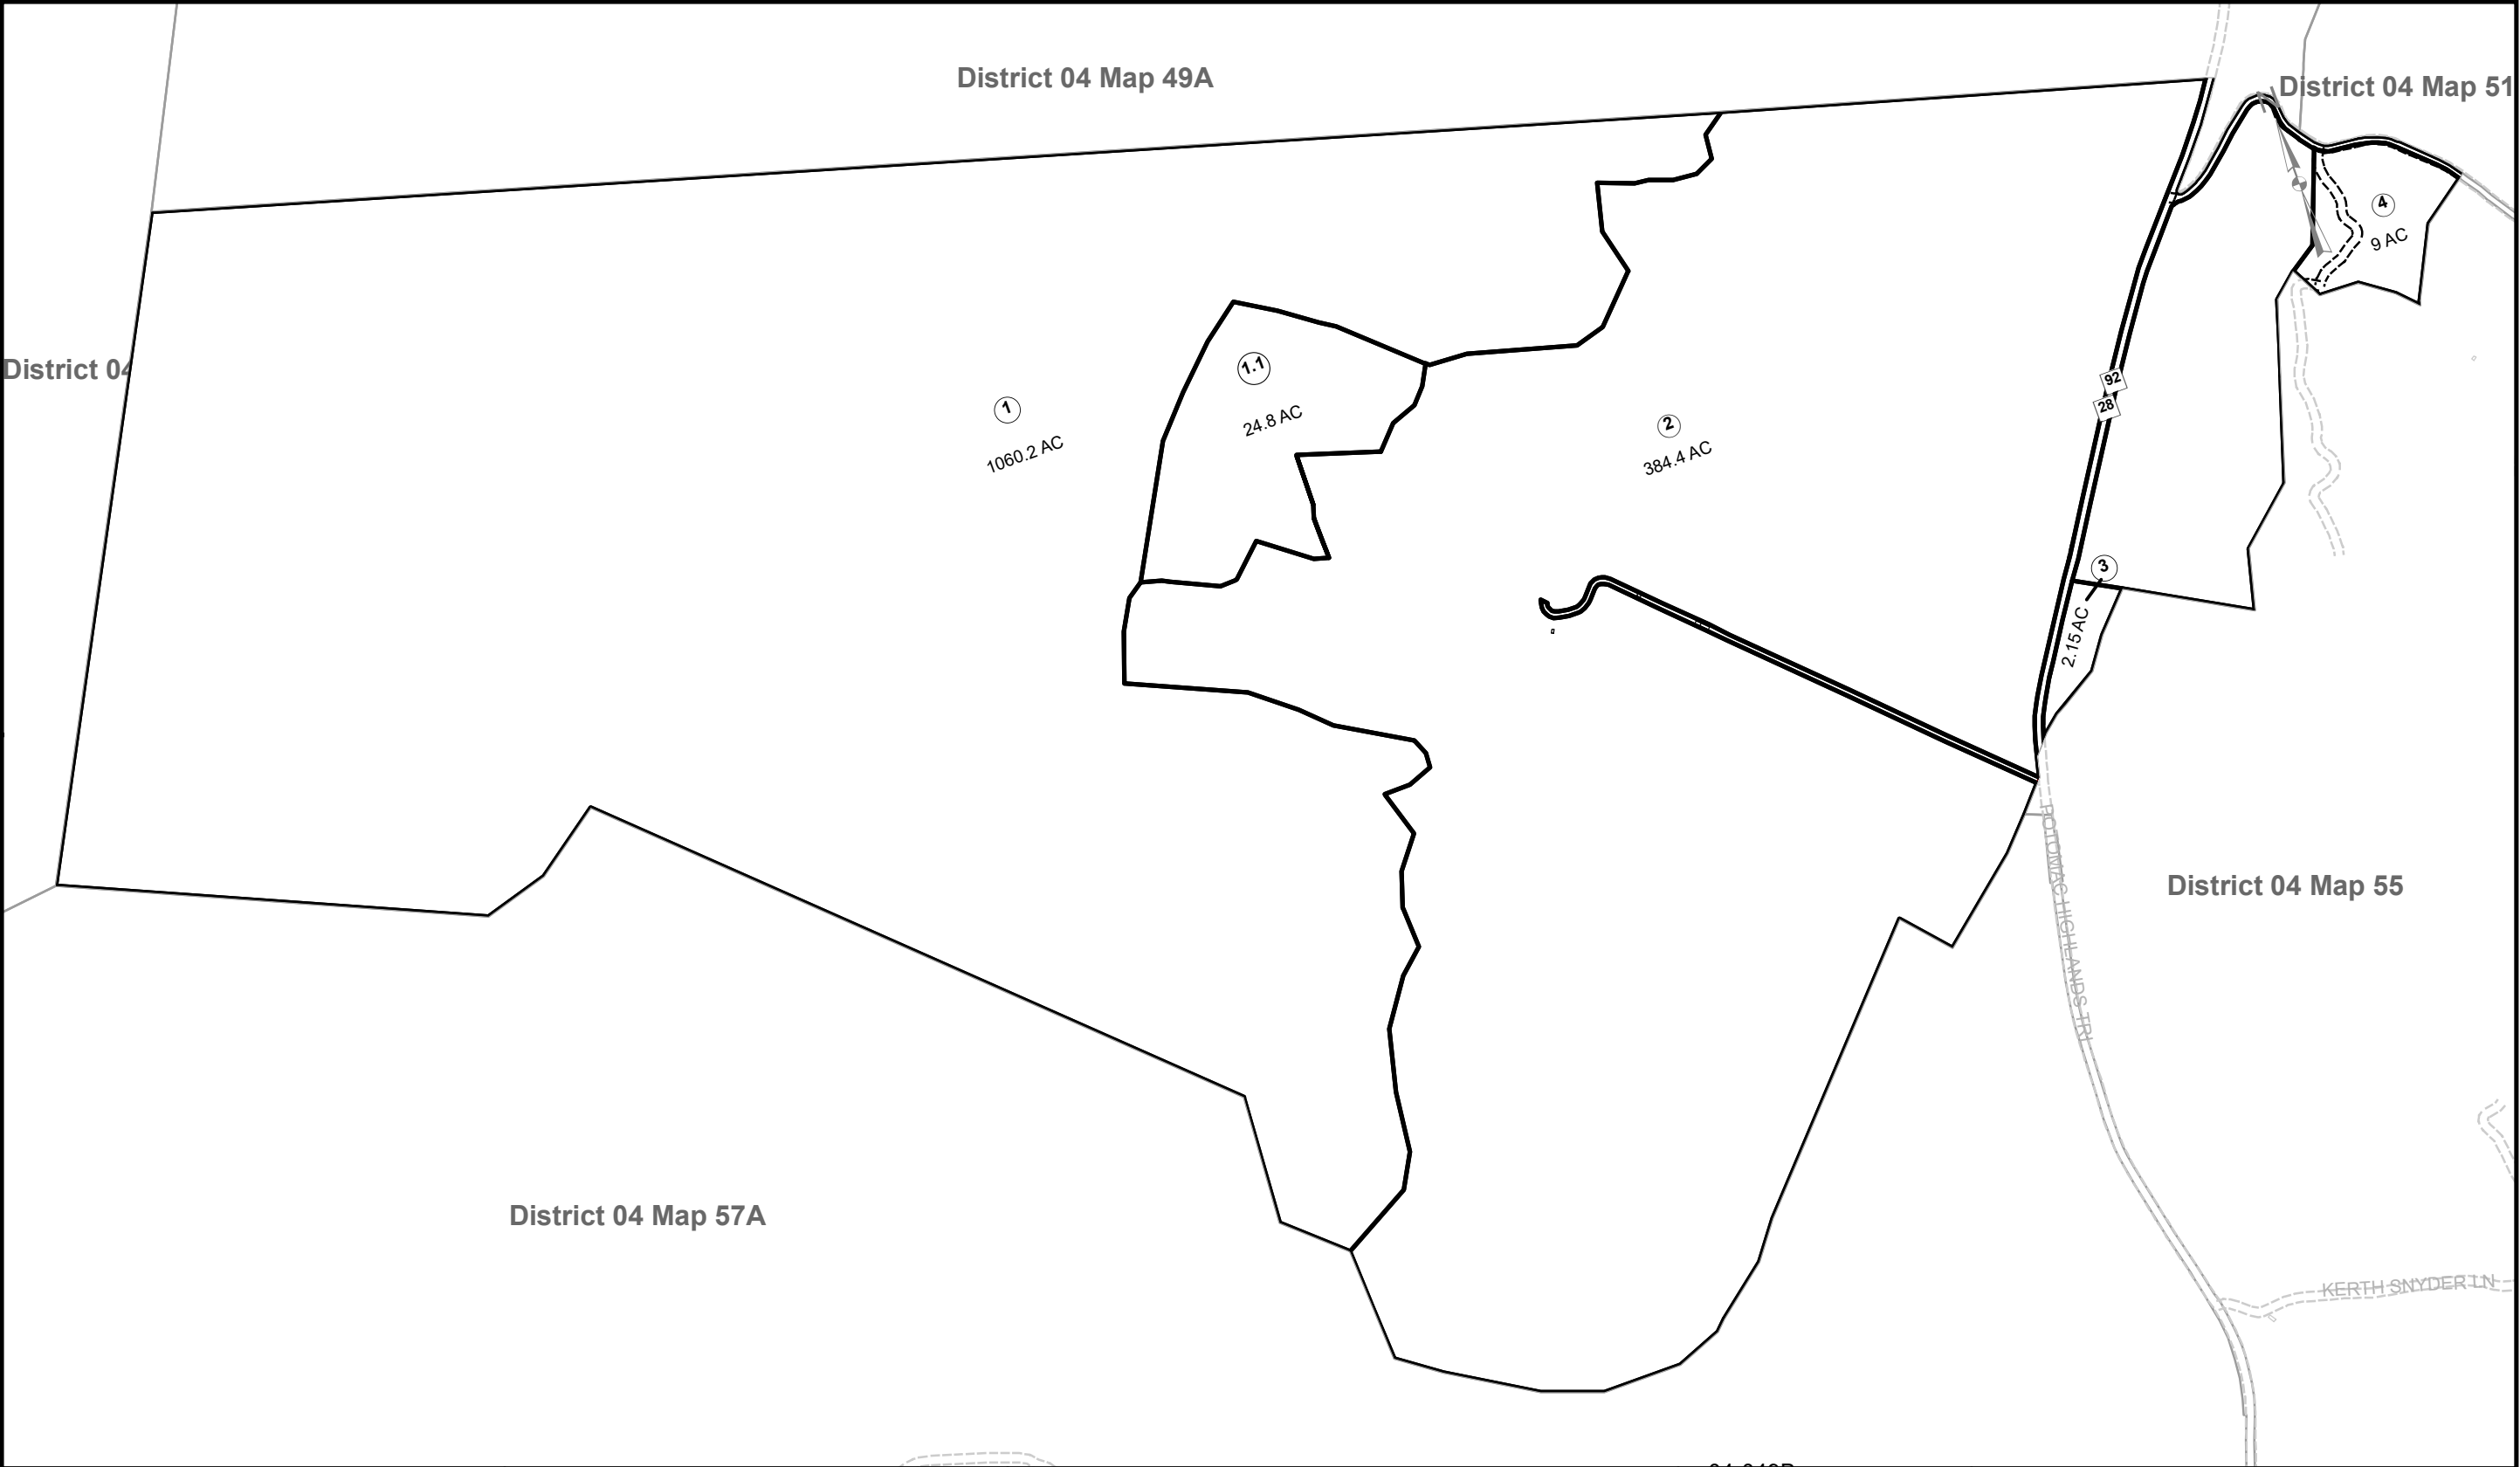 District 04 Map 49A
District 04 Map 51
4
9 AC
District 04
1.1
92
28
1
24.8 AC
2
1060.2 AC
384.4 AC
3
2.15 AC
POTOMAC HIGHLANDS TRL
District 04 Map 55
District 04 Map 57A
KERTH SNYDER LN